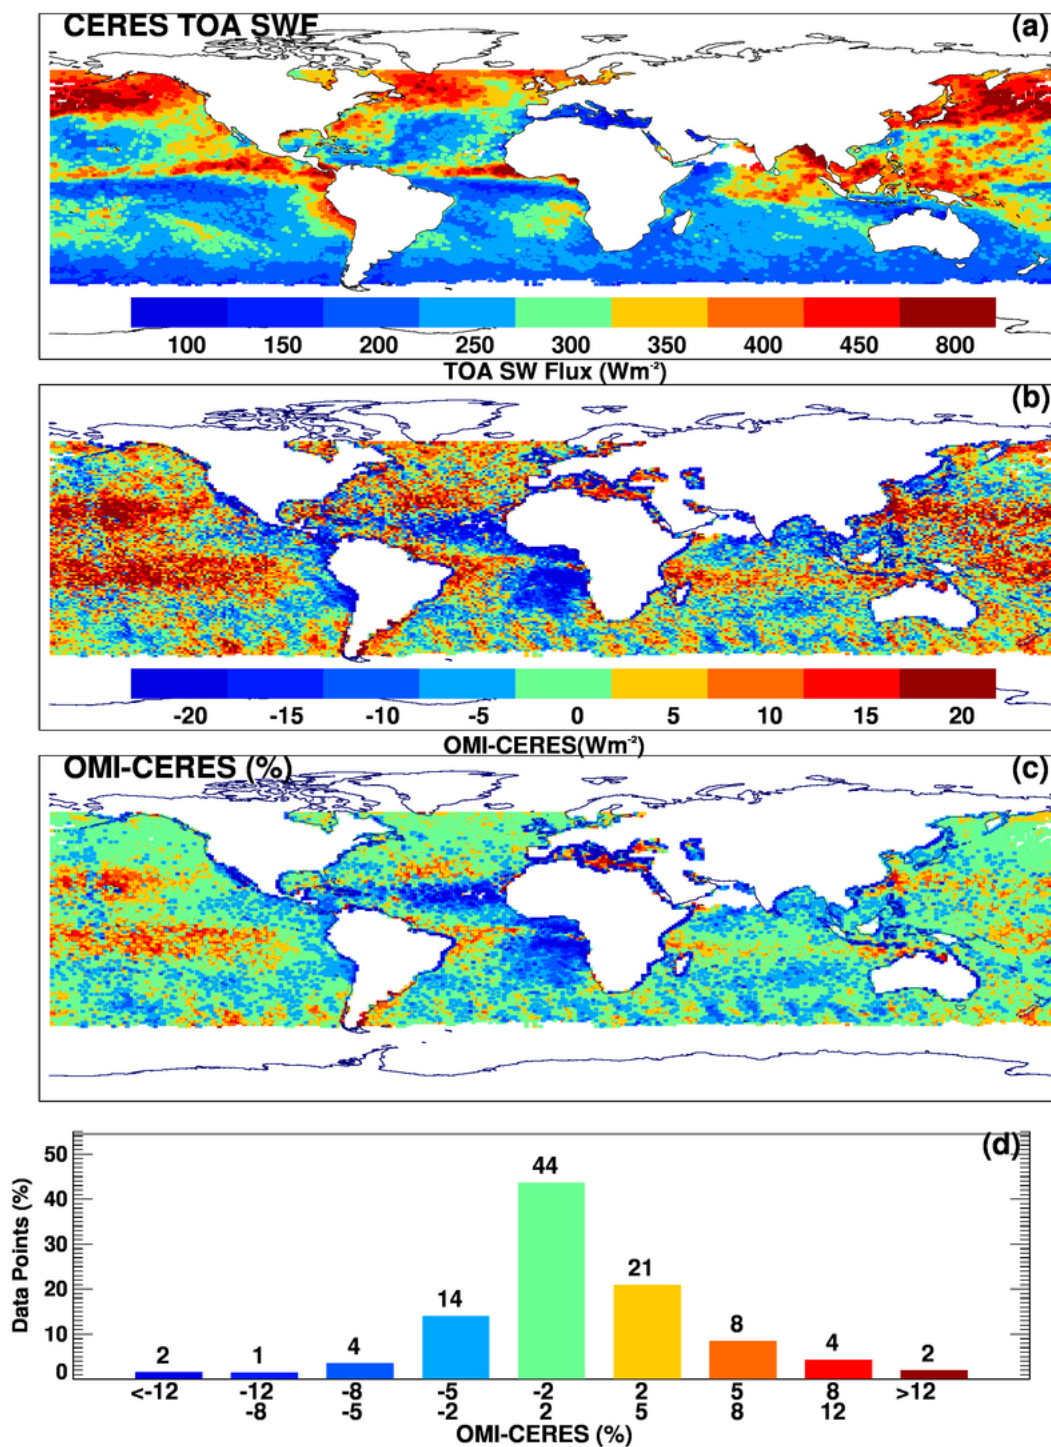 CERES TOA SWF (a)
100 150 200 250 300 350 400 450 800
TOA SW Flux (Wm⁻²)
(b)
-20 -15 -10 -5 0 5 10 15 20
OMI-CERES(Wm⁻²)
OMI-CERES (%) (c)
(d)
Data Points (%)
50
40
30
20
10
0
2 1 4 14 44 21 8 4 2
<-12 -12 -8 -5 -2 2 5 8 >12
-8 -5 -2 2 5 8 12
OMI-CERES (%)